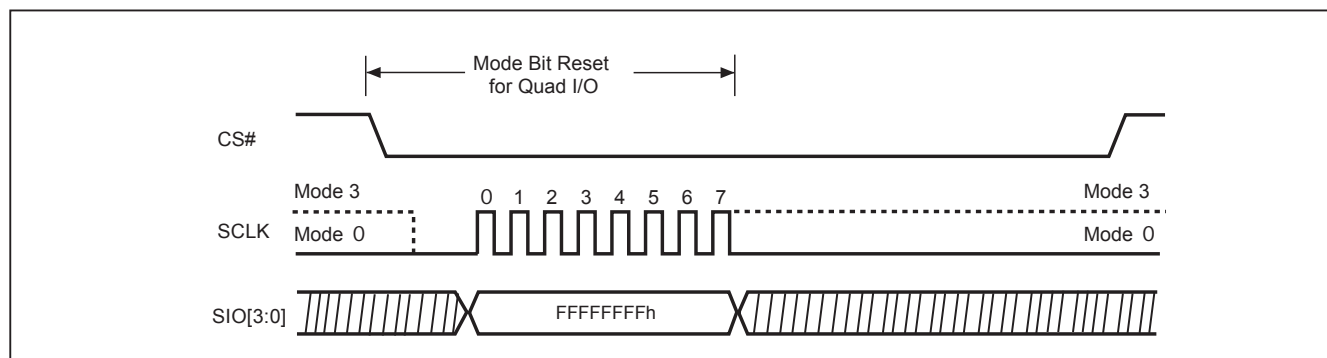 Mode Bit Reset
for Quad I/O
CS#
Mode 3
0 1 2 3 4 5 6 7
Mode 3
SCLK
Mode 0
Mode 0
SIO[3:0]
FFFFFFFFh